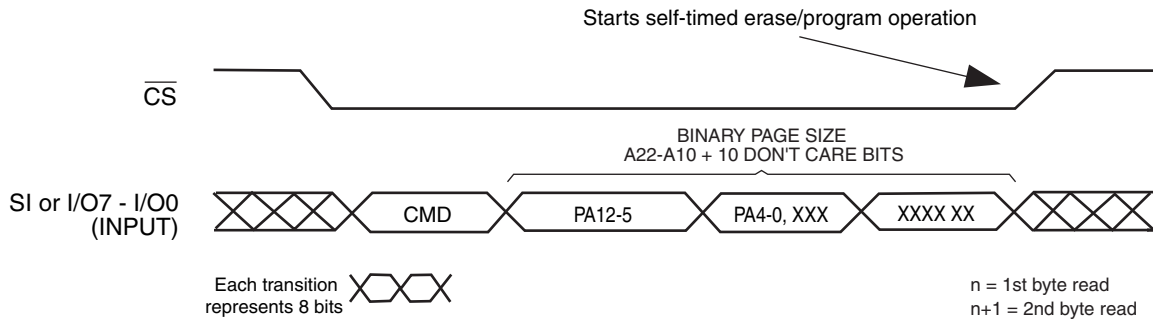 Starts self-timed erase/program operation
CS
BINARY PAGE SIZE
A22-A10 + 10 DON'T CARE BITS
SI or I/O7 - I/O0
(INPUT)
CMD
PA12-5
PA4-0, XXX
XXXX XX
Each transition
represents 8 bits
n = 1st byte read
n+1 = 2nd byte read